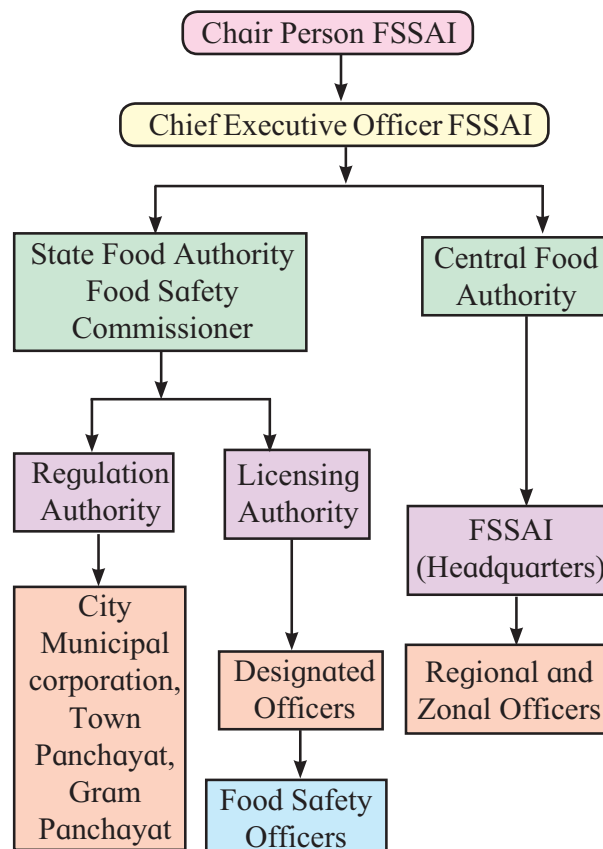 Chair Person FSSAI
Chief Executive Officer FSSAI
State Food Authority
Food Safety
Commissioner
Central Food
Authority
Regulation
Authority
Licensing
Authority
FSSAI
(Headquarters)
City
Municipal
corporation,
Town
Panchayat,
Gram
Panchayat
Designated
Officers
Regional and
Zonal Officers
Food Safety
Officers